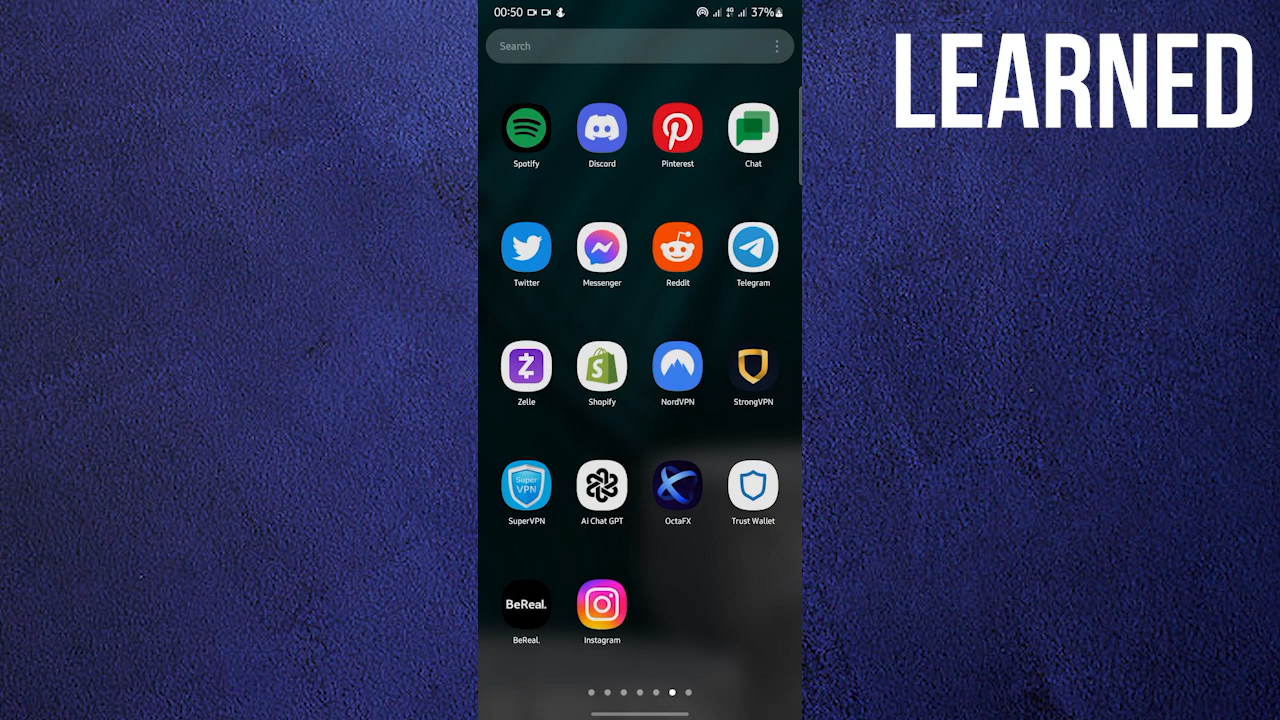 00:50 4G 37%
LEARNED
Search
Spotify Discord Pinterest Chat
Twitter Messenger Reddit Telegram
Zelle Shopify NordVPN StrongVPN
Super
VPN
SuperVPN Ai Chat GPT OctaFX Trust Wallet
BeReal.
BeReal. Instagram